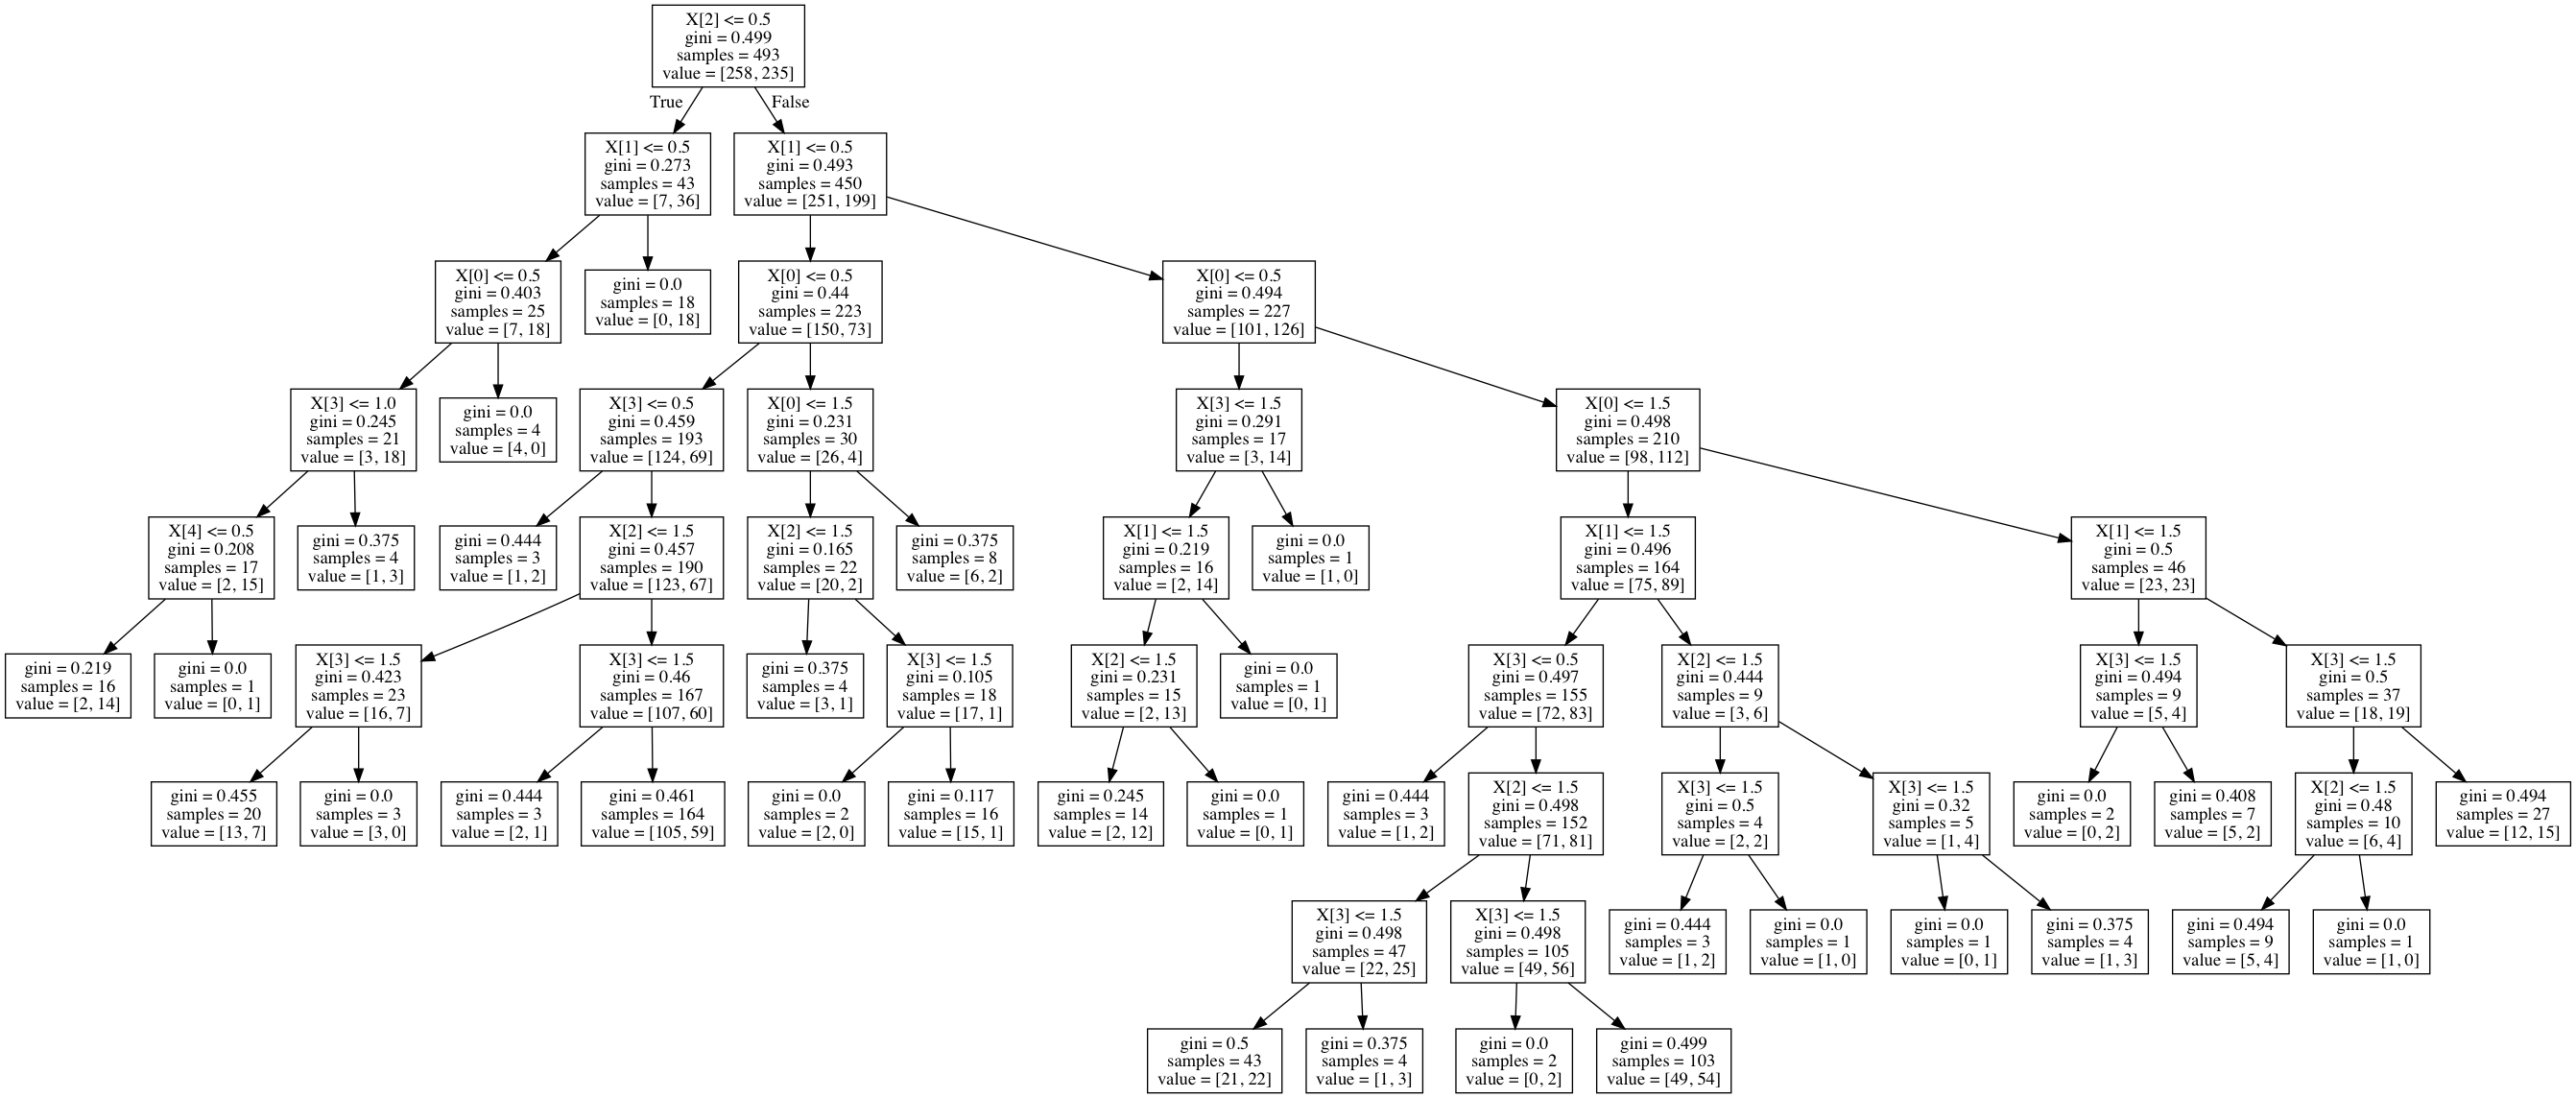 X[2] <= 0.5
gini = 0.499
samples = 493
value = [258, 235]
True
False
X[1] <= 0.5
gini = 0.273
samples = 43
value = [7, 36]
X[1] <= 0.5
gini = 0.493
samples = 450
value = [251, 199]
X[0] <= 0.5
gini = 0.403
samples = 25
value = [7, 18]
gini = 0.0
samples = 18
value = [0, 18]
X[0] <= 0.5
gini = 0.44
samples = 223
value = [150, 73]
X[0] <= 0.5
gini = 0.494
samples = 227
value = [101, 126]
X[3] <= 1.0
gini = 0.245
samples = 21
value = [3, 18]
gini = 0.0
samples = 4
value = [4, 0]
X[3] <= 0.5
gini = 0.459
samples = 193
value = [124, 69]
X[0] <= 1.5
gini = 0.231
samples = 30
value = [26, 4]
X[3] <= 1.5
gini = 0.291
samples = 17
value = [3, 14]
X[0] <= 1.5
gini = 0.498
samples = 210
value = [98, 112]
X[4] <= 0.5
gini = 0.208
samples = 17
value = [2, 15]
gini = 0.375
samples = 4
value = [1, 3]
gini = 0.444
samples = 3
value = [1, 2]
X[2] <= 1.5
gini = 0.457
samples = 190
value = [123, 67]
X[2] <= 1.5
gini = 0.165
samples = 22
value = [20, 2]
gini = 0.375
samples = 8
value = [6, 2]
X[1] <= 1.5
gini = 0.219
samples = 16
value = [2, 14]
gini = 0.0
samples = 1
value = [1, 0]
X[1] <= 1.5
gini = 0.496
samples = 164
value = [75, 89]
X[1] <= 1.5
gini = 0.5
samples = 46
value = [23, 23]
gini = 0.219
samples = 16
value = [2, 14]
gini = 0.0
samples = 1
value = [0, 1]
X[3] <= 1.5
gini = 0.423
samples = 23
value = [16, 7]
X[3] <= 1.5
gini = 0.46
samples = 167
value = [107, 60]
gini = 0.375
samples = 4
value = [3, 1]
X[3] <= 1.5
gini = 0.105
samples = 18
value = [17, 1]
X[2] <= 1.5
gini = 0.231
samples = 15
value = [2, 13]
gini = 0.0
samples = 1
value = [0, 1]
X[3] <= 0.5
gini = 0.497
samples = 155
value = [72, 83]
X[2] <= 1.5
gini = 0.444
samples = 9
value = [3, 6]
X[3] <= 1.5
gini = 0.494
samples = 9
value = [5, 4]
X[3] <= 1.5
gini = 0.5
samples = 37
value = [18, 19]
gini = 0.455
samples = 20
value = [13, 7]
gini = 0.0
samples = 3
value = [3, 0]
gini = 0.444
samples = 3
value = [2, 1]
gini = 0.461
samples = 164
value = [105, 59]
gini = 0.0
samples = 2
value = [2, 0]
gini = 0.117
samples = 16
value = [15, 1]
gini = 0.245
samples = 14
value = [2, 12]
gini = 0.0
samples = 1
value = [0, 1]
gini = 0.444
samples = 3
value = [1, 2]
X[2] <= 1.5
gini = 0.498
samples = 152
value = [71, 81]
X[3] <= 1.5
gini = 0.5
samples = 4
value = [2, 2]
X[3] <= 1.5
gini = 0.32
samples = 5
value = [1, 4]
gini = 0.0
samples = 2
value = [0, 2]
gini = 0.408
samples = 7
value = [5, 2]
X[2] <= 1.5
gini = 0.48
samples = 10
value = [6, 4]
gini = 0.494
samples = 27
value = [12, 15]
X[3] <= 1.5
gini = 0.498
samples = 47
value = [22, 25]
X[3] <= 1.5
gini = 0.498
samples = 105
value = [49, 56]
gini = 0.444
samples = 3
value = [1, 2]
gini = 0.0
samples = 1
value = [1, 0]
gini = 0.0
samples = 1
value = [0, 1]
gini = 0.375
samples = 4
value = [1, 3]
gini = 0.494
samples = 9
value = [5, 4]
gini = 0.0
samples = 1
value = [1, 0]
gini = 0.5
samples = 43
value = [21, 22]
gini = 0.375
samples = 4
value = [1, 3]
gini = 0.0
samples = 2
value = [0, 2]
gini = 0.499
samples = 103
value = [49, 54]